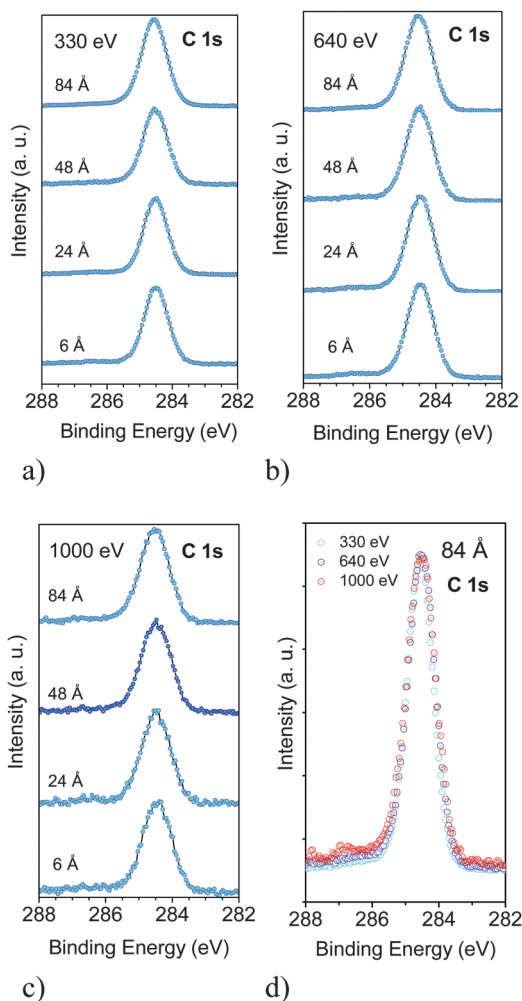 330 eV
C 1s
84 Å
48 Å
24 Å
6 Å
Intensity (a. u.)
288 286 284 282
Binding Energy (eV)
a)
640 eV
C 1s
84 Å
48 Å
24 Å
6 Å
Intensity (a. u.)
288 286 284 282
Binding Energy (eV)
b)
1000 eV
C 1s
84 Å
48 Å
24 Å
6 Å
Intensity (a. u.)
288 286 284 282
Binding Energy (eV)
c)
330 eV
640 eV
1000 eV
84 Å
C 1s
Intensity (a. u.)
288 286 284 282
Binding Energy (eV)
d)